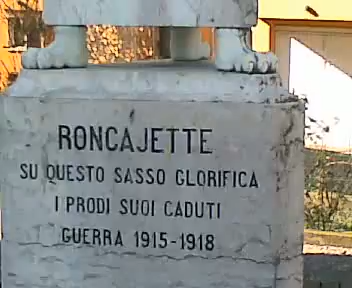 RONCAJETTE
SU QUESTO SASSO GLORIFICA
I PRODI SUOI CADUTI
GUERRA 1915-1918